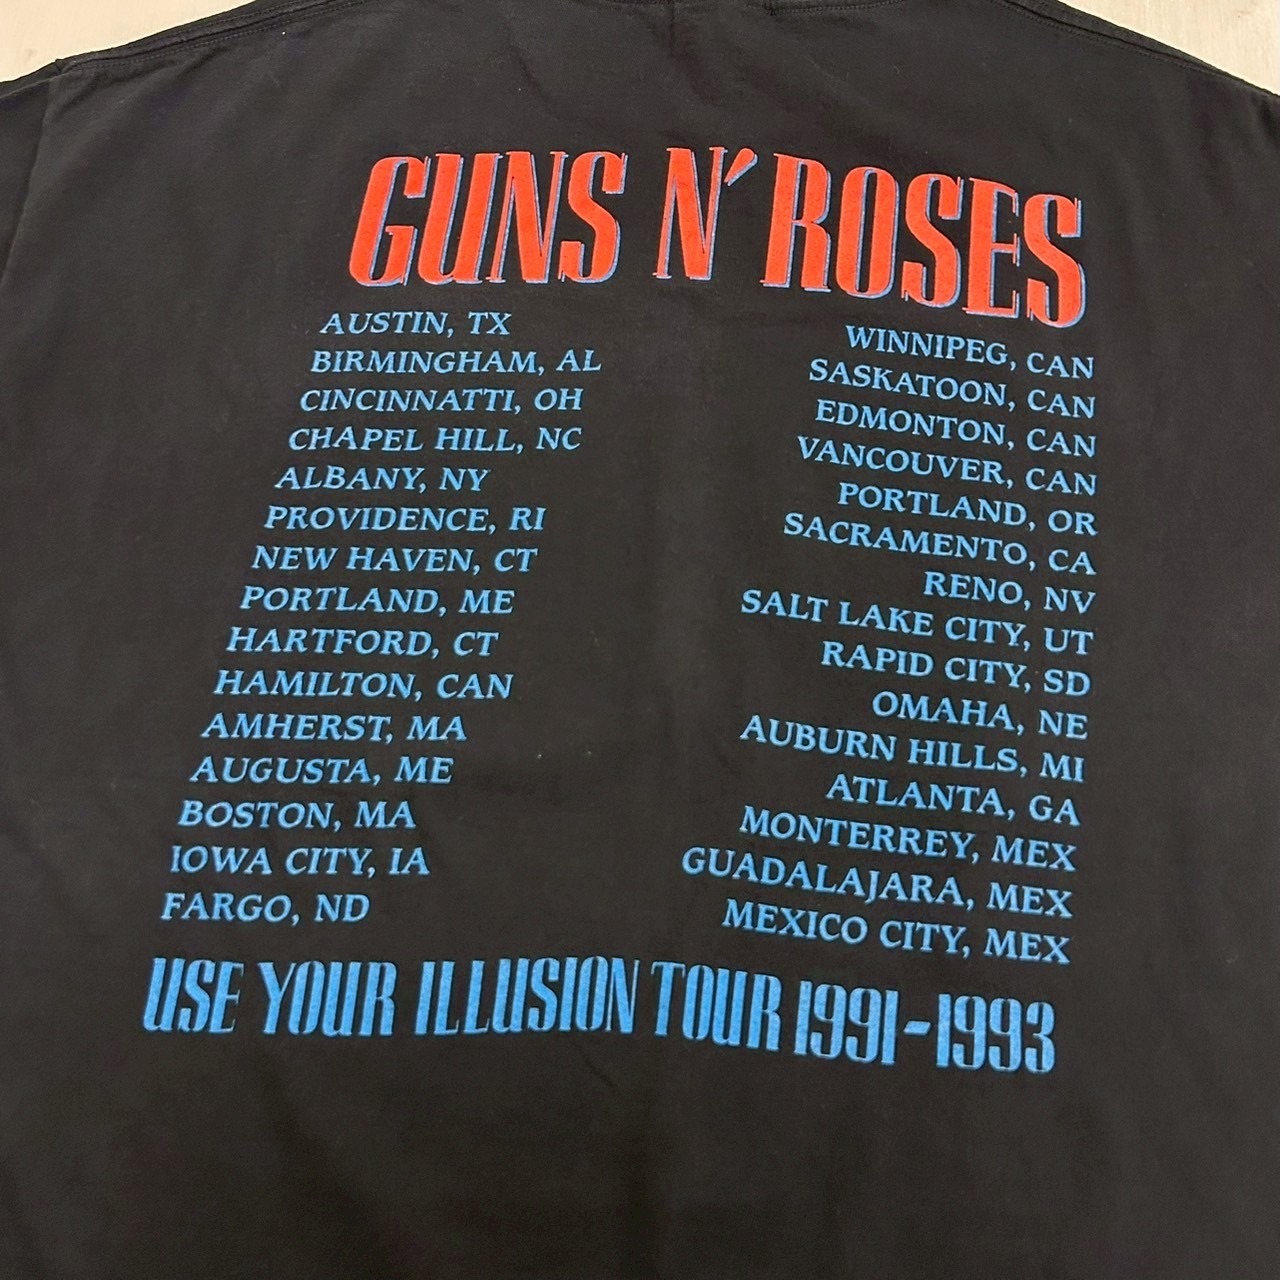 GUNS N' ROSES
AUSTIN, TX
BIRMINGHAM, AL
CINCINNATTI, OH
CHAPEL HILL, NC
ALBANY, NY
PROVIDENCE, RI
NEW HAVEN, CT
PORTLAND, ME
HARTFORD, CT
HAMILTON, CAN
AMHERST, MA
AUGUSTA, ME
BOSTON, MA
IOWA CITY, IA
FARGO, ND
WINNIPEG, CAN
SASKATOON, CAN
EDMONTON, CAN
VANCOUVER, CAN
PORTLAND, OR
SACRAMENTO, CA
RENO, NV
SALT LAKE CITY, UT
RAPID CITY, SD
OMAHA, NE
AUBURN HILLS, MI
ATLANTA, GA
MONTERREY, MEX
GUADALAJARA, MEX
MEXICO CITY, MEX
USE YOUR ILLUSION TOUR 1991-1993